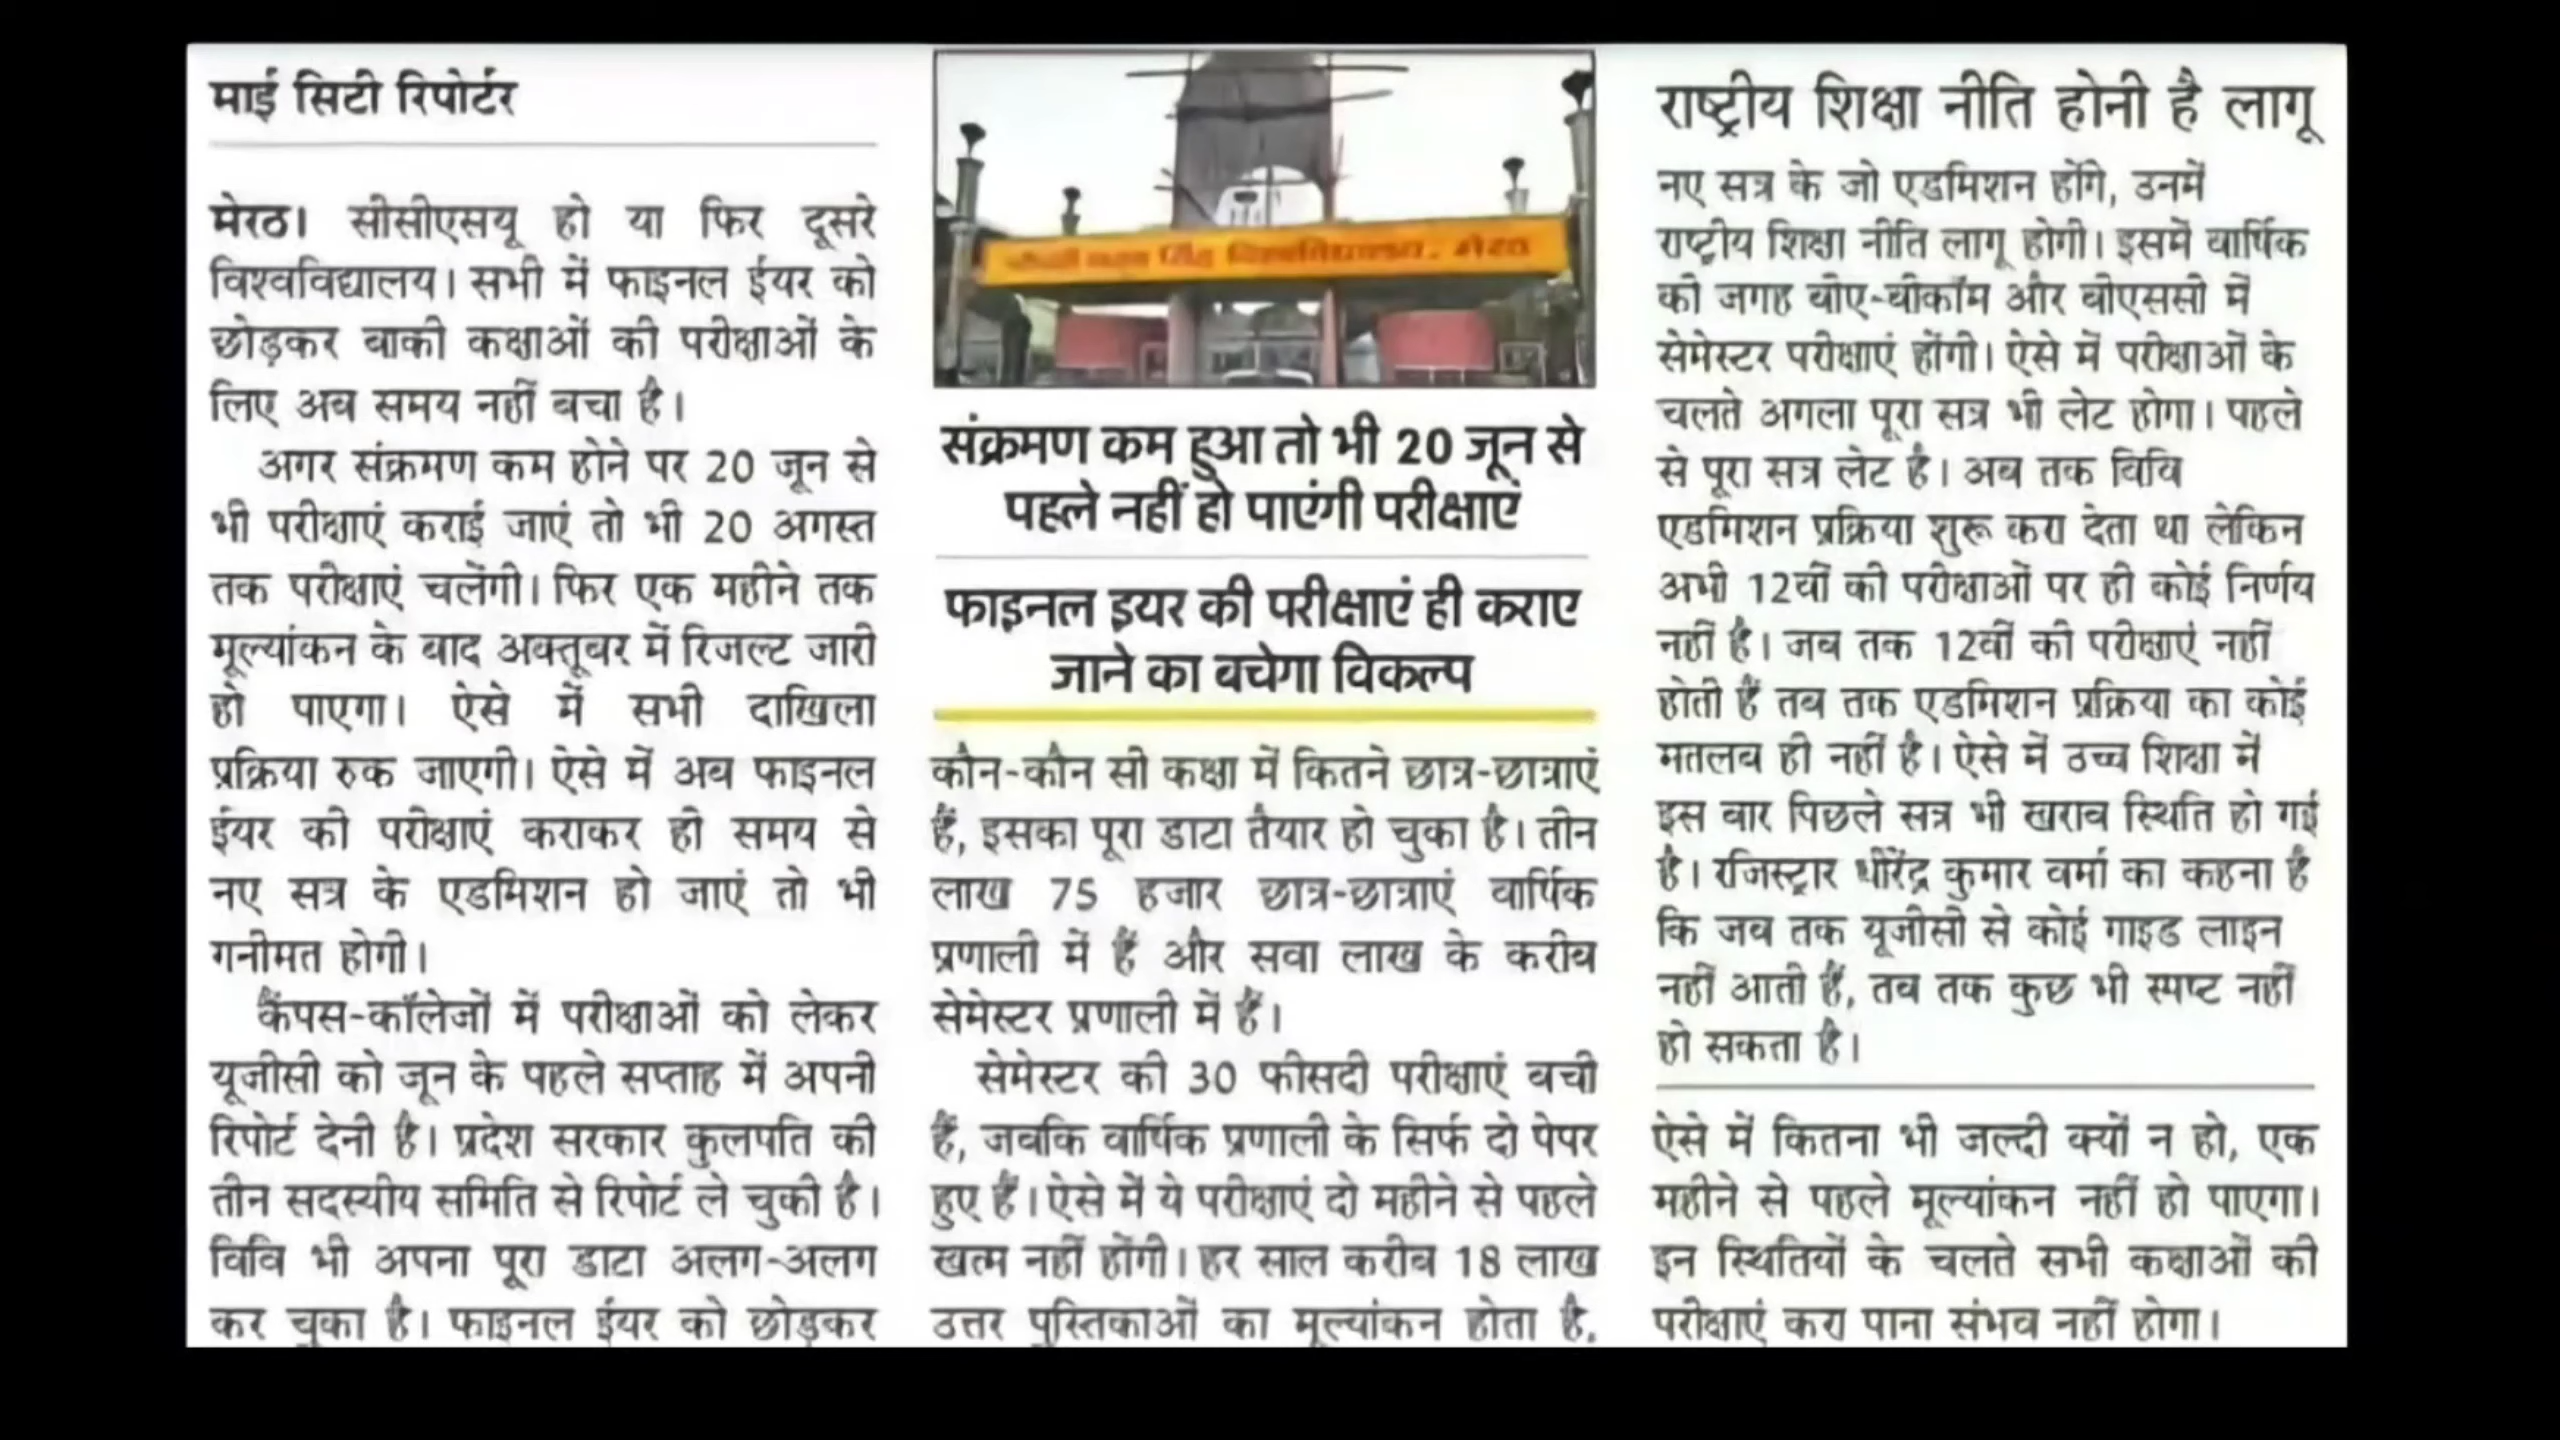 माई सिटी रिपोर्टर
मेरठ। सीसीएसयू हो या फिर दूसरे
विश्वविद्यालय। सभी में फाइनल ईयर को
छोड़कर बाकी कक्षाओं की परीक्षाओं के
लिए अब समय नहीं बचा है।
अगर संक्रमण कम होने पर 20 जून से
भी परीक्षाएं कराई जाएं तो भी 20 अगस्त
तक परीक्षाएं चलेंगी। फिर एक महीने तक
मूल्यांकन के बाद अक्तूबर में रिजल्ट जारी
हो पाएगा। ऐसे में सभी दाखिला
प्रक्रिया रुक जाएगी। ऐसे में अब फाइनल
ईयर की परीक्षाएं कराकर ही समय से
नए सत्र के एडमिशन हो जाएं तो भी
गनीमत होगी।
कैंपस-कॉलेजों में परीक्षाओं को लेकर
यूजीसी को जून के पहले सप्ताह में अपनी
रिपोर्ट देनी है। प्रदेश सरकार कुलपति की
तीन सदस्यीय समिति से रिपोर्ट ले चुकी है।
विवि भी अपना पूरा डाटा अलग-अलग
कर चुका है। फाइनल ईयर को छोड़कर
चौधरी चरण सिंह विश्वविद्यालय, मेरठ
संक्रमण कम हुआ तो भी 20 जून से
पहले नहीं हो पाएंगी परीक्षाएं
फाइनल इयर की परीक्षाएं ही कराए
जाने का बचेगा विकल्प
कौन-कौन सी कक्षा में कितने छात्र-छात्राएं
हैं, इसका पूरा डाटा तैयार हो चुका है। तीन
लाख 75 हजार छात्र-छात्राएं वार्षिक
प्रणाली में हैं और सवा लाख के करीब
सेमेस्टर प्रणाली में हैं।
सेमेस्टर की 30 फीसदी परीक्षाएं बची
हैं, जबकि वार्षिक प्रणाली के सिर्फ दो पेपर
हुए हैं। ऐसे में ये परीक्षाएं दो महीने से पहले
खत्म नहीं होंगी। हर साल करीब 18 लाख
उत्तर पुस्तिकाओं का मूल्यांकन होता है,
राष्ट्रीय शिक्षा नीति होनी है लागू
नए सत्र के जो एडमिशन होंगे, उनमें
राष्ट्रीय शिक्षा नीति लागू होगी। इसमें वार्षिक
की जगह बीए-बीकॉम और बीएससी में
सेमेस्टर परीक्षाएं होंगी। ऐसे में परीक्षाओं के
चलते अगला पूरा सत्र भी लेट होगा। पहले
से पूरा सत्र लेट है। अब तक विवि
एडमिशन प्रक्रिया शुरू करा देता था लेकिन
अभी 12वीं की परीक्षाओं पर ही कोई निर्णय
नहीं है। जब तक 12वीं की परीक्षाएं नहीं
होती हैं तब तक एडमिशन प्रक्रिया का कोई
मतलब ही नहीं है। ऐसे में उच्च शिक्षा में
इस बार पिछले सत्र भी खराब स्थिति हो गई
है। रजिस्ट्रार धीरेंद्र कुमार वर्मा का कहना है
कि जब तक यूजीसी से कोई गाइड लाइन
नहीं आती हैं, तब तक कुछ भी स्पष्ट नहीं
हो सकता है।
ऐसे में कितना भी जल्दी क्यों न हो, एक
महीने से पहले मूल्यांकन नहीं हो पाएगा।
इन स्थितियों के चलते सभी कक्षाओं की
परीक्षाएं करा पाना संभव नहीं होगा।